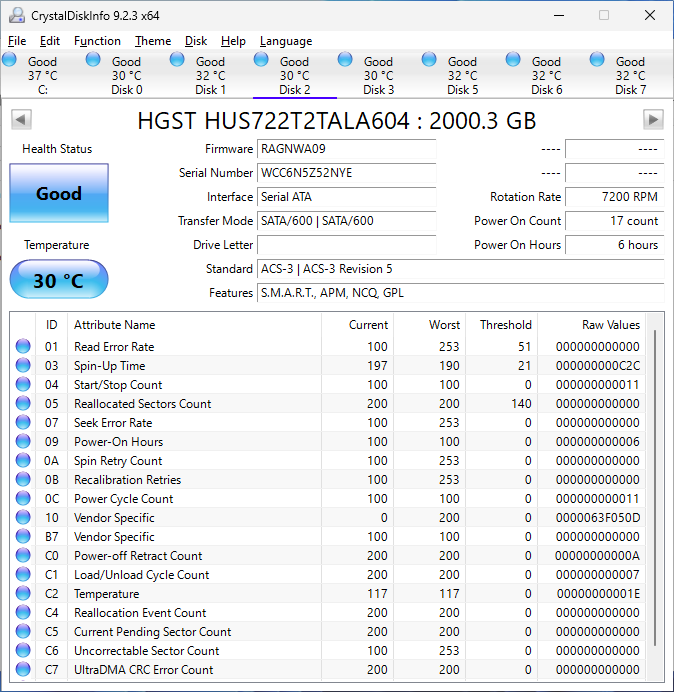 CrystalDiskInfo 9.2.3 x64
File Edit Function Theme Disk Help Language
Good Good Good Good Good Good Good Good
37 °C 30 °C 32 °C 30 °C 30 °C 32 °C 32 °C 32 °C
C: Disk 0 Disk 1 Disk 2 Disk 3 Disk 5 Disk 6 Disk 7
HGST HUS722T2TALA604 : 2000.3 GB
Health Status
Good
Temperature
30 °C
Firmware RAGNWA09 ---- ----
Serial Number WCC6N5Z52NYE ---- ----
Interface Serial ATA Rotation Rate 7200 RPM
Transfer Mode SATA/600 | SATA/600 Power On Count 17 count
Drive Letter Power On Hours 6 hours
Standard ACS-3 | ACS-3 Revision 5
Features S.M.A.R.T., APM, NCQ, GPL
ID Attribute Name Current Worst Threshold Raw Values
01 Read Error Rate 100 253 51 000000000000
03 Spin-Up Time 197 190 21 000000000C2C
04 Start/Stop Count 100 100 0 000000000011
05 Reallocated Sectors Count 200 200 140 000000000000
07 Seek Error Rate 100 253 0 000000000000
09 Power-On Hours 100 100 0 000000000006
0A Spin Retry Count 100 253 0 000000000000
0B Recalibration Retries 100 253 0 000000000000
0C Power Cycle Count 100 100 0 000000000011
10 Vendor Specific 0 200 0 0000063F050D
B7 Vendor Specific 100 100 0 000000000000
C0 Power-off Retract Count 200 200 0 00000000000A
C1 Load/Unload Cycle Count 200 200 0 000000000007
C2 Temperature 117 117 0 00000000001E
C4 Reallocation Event Count 200 200 0 000000000000
C5 Current Pending Sector Count 200 200 0 000000000000
C6 Uncorrectable Sector Count 100 253 0 000000000000
C7 UltraDMA CRC Error Count 200 200 0 000000000000